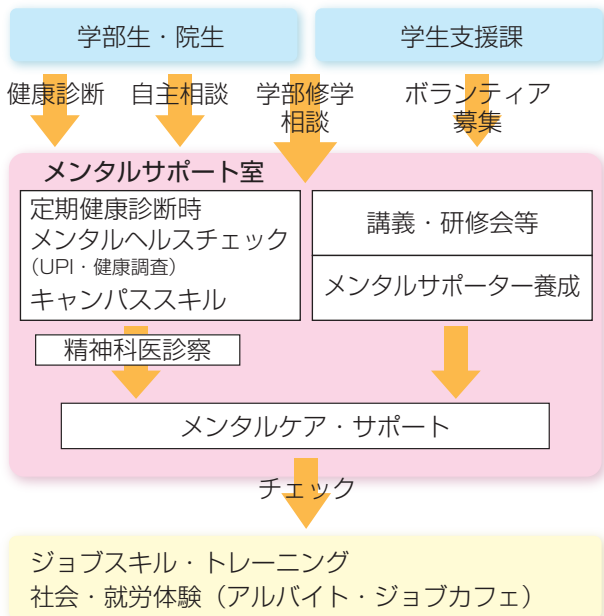 学部生・院生
学生支援課
健康診断
自主相談
学部修学
相談
ボランティア
募集
メンタルサポート室
定期健康診断時
メンタルヘルスチェック
（UPI・健康調査）
キャンパススキル
講義・研修会等
メンタルサポーター養成
精神科医診察
メンタルケア・サポート
チェック
ジョブスキル・トレーニング
社会・就労体験（アルバイト・ジョブカフェ）